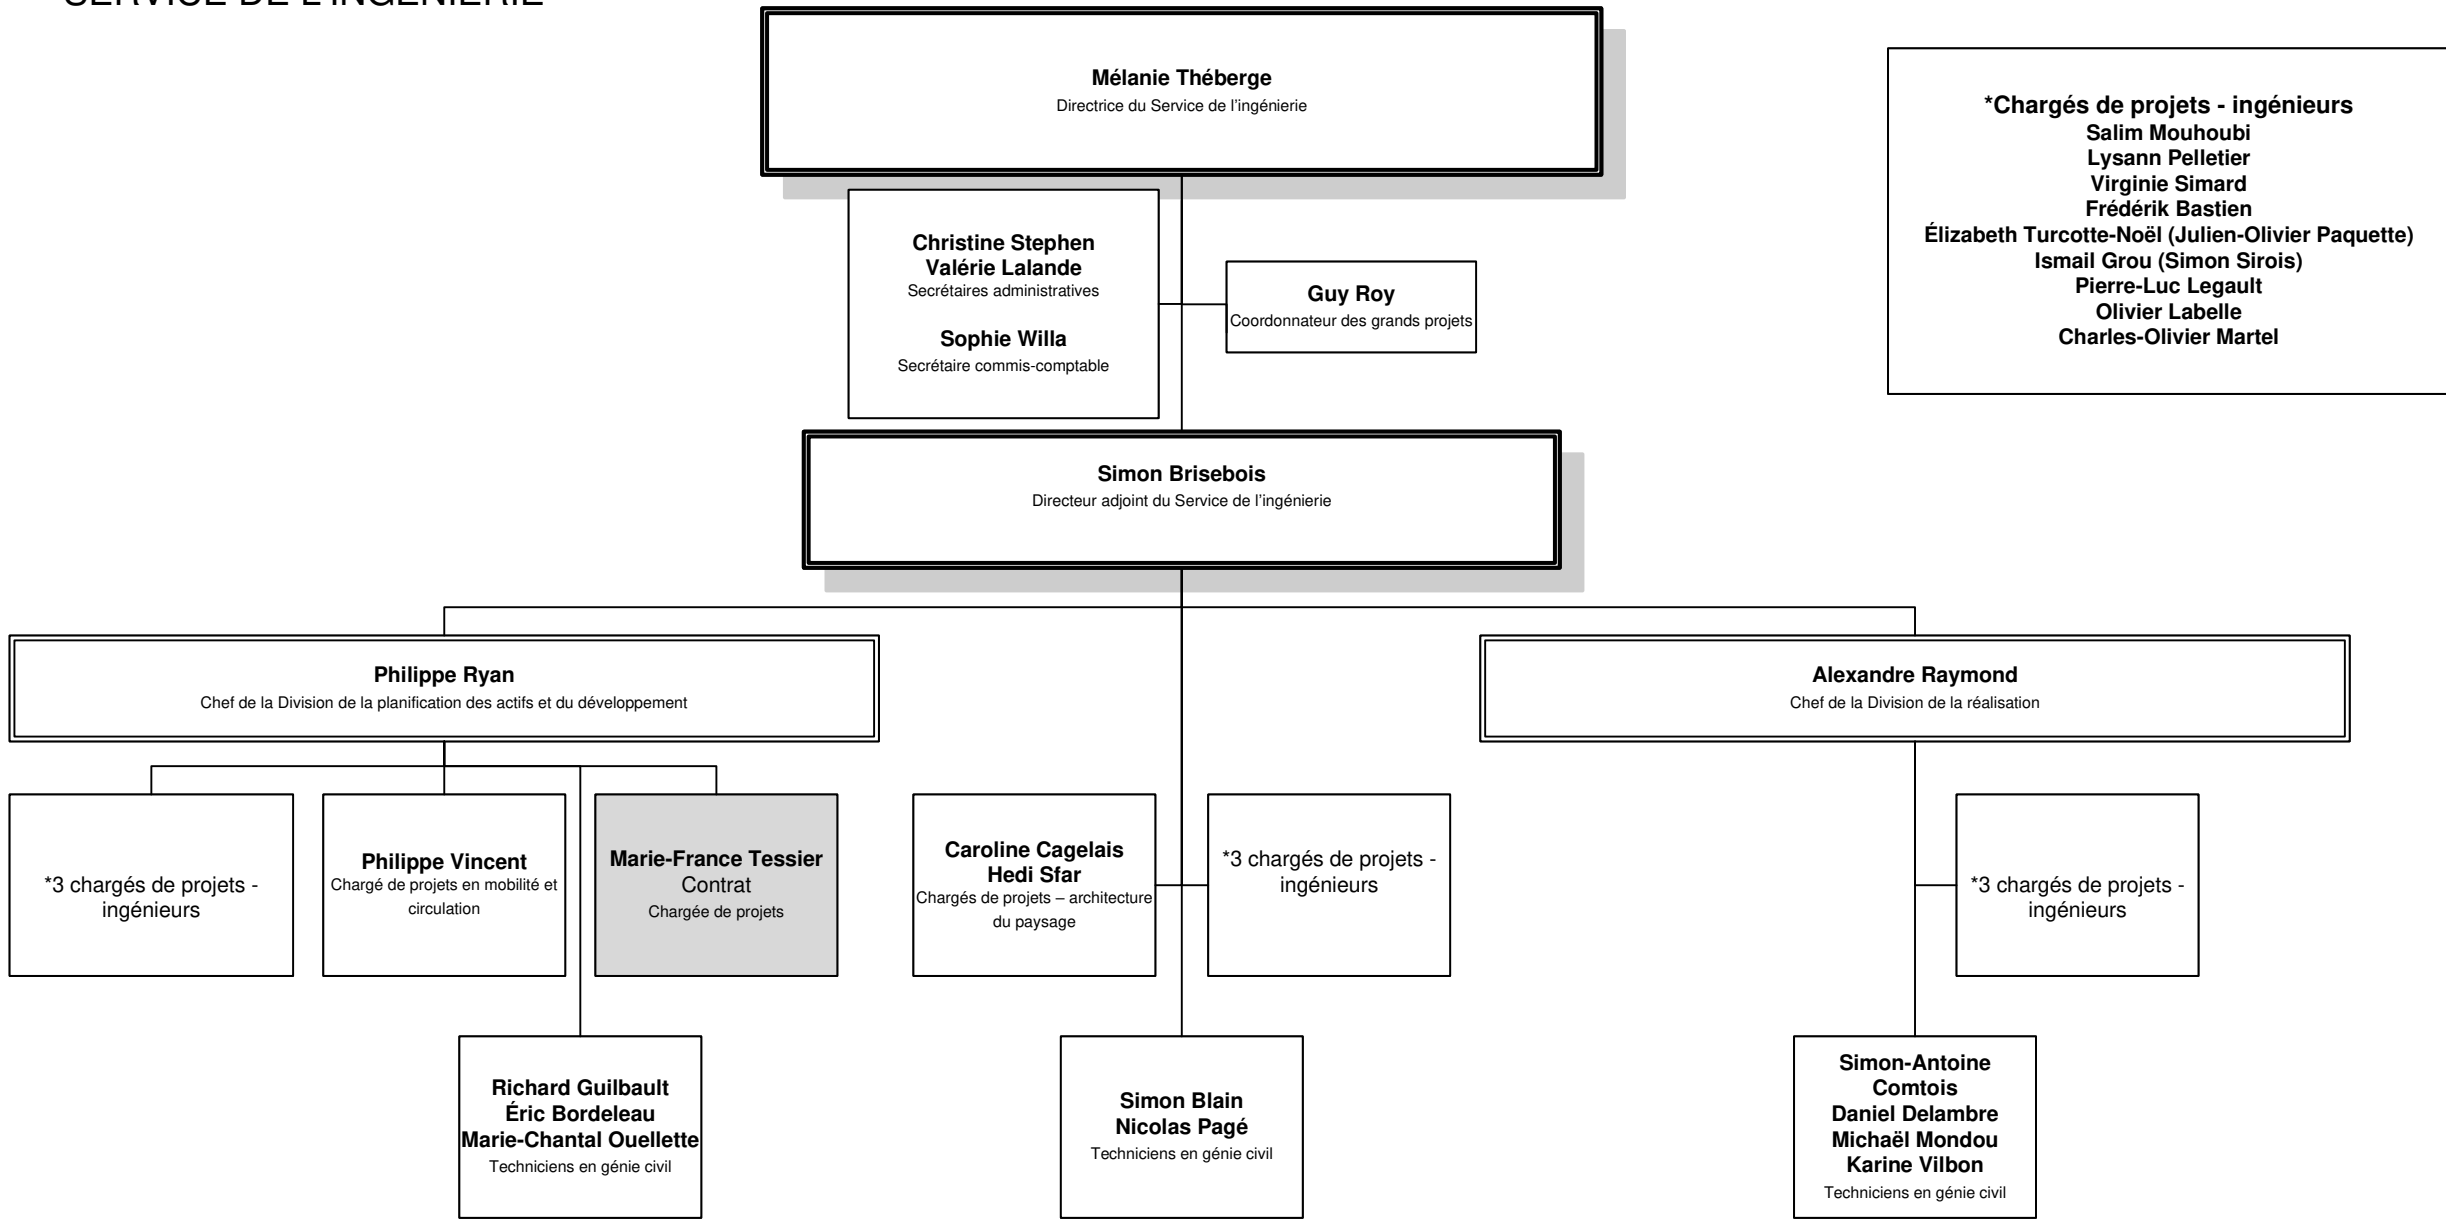 SERVICE DE L'INGÉNIERIE
Mélanie Théberge
Directrice du Service de l'ingénierie
*Chargés de projets - ingénieurs
Salim Mouhoubi
Lysann Pelletier
Virginie Simard
Frédérik Bastien
Élizabeth Turcotte-Noël (Julien-Olivier Paquette)
Ismail Grou (Simon Sirois)
Pierre-Luc Legault
Olivier Labelle
Charles-Olivier Martel
Christine Stephen
Valérie Lalande
Secrétaires administratives
Sophie Willa
Secrétaire commis-comptable
Guy Roy
Coordonnateur des grands projets
Simon Brisebois
Directeur adjoint du Service de l'ingénierie
Philippe Ryan
Chef de la Division de la planification des actifs et du développement
Alexandre Raymond
Chef de la Division de la réalisation
*3 chargés de projets -
ingénieurs
Philippe Vincent
Chargé de projets en mobilité et
circulation
Marie-France Tessier
Contrat
Chargée de projets
Caroline Cagelais
Hedi Sfar
Chargés de projets – architecture
du paysage
*3 chargés de projets -
ingénieurs
*3 chargés de projets -
ingénieurs
Richard Guilbault
Éric Bordeleau
Marie-Chantal Ouellette
Techniciens en génie civil
Simon Blain
Nicolas Pagé
Techniciens en génie civil
Simon-Antoine
Comtois
Daniel Delambre
Michaël Mondou
Karine Vilbon
Techniciens en génie civil